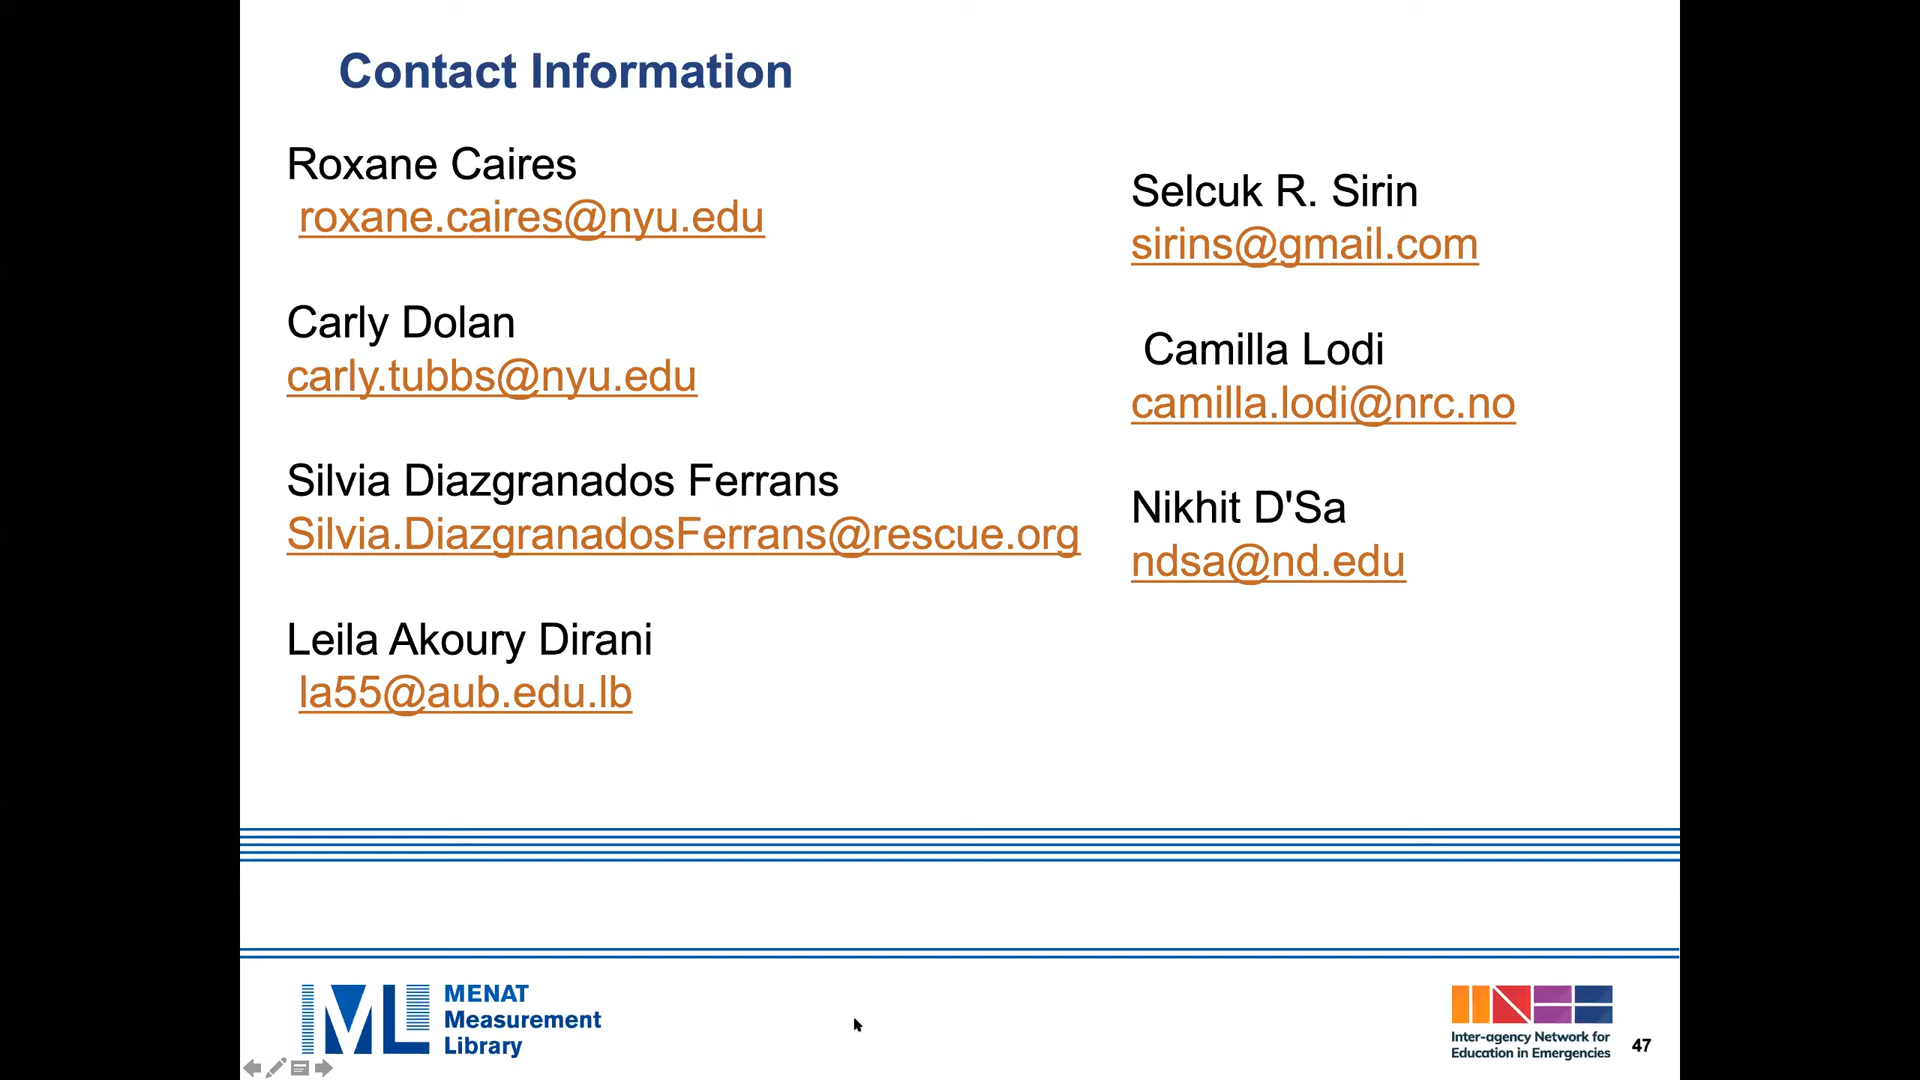 Contact Information
Roxane Caires
roxane.caires@nyu.edu
Carly Dolan
carly.tubbs@nyu.edu
Silvia Diazgranados Ferrans
Silvia.DiazgranadosFerrans@rescue.org
Leila Akoury Dirani
la55@aub.edu.lb
Selcuk R. Sirin
sirins@gmail.com
Camilla Lodi
camilla.lodi@nrc.no
Nikhit D'Sa
ndsa@nd.edu
ML
MENAT
Measurement
Library
INEE
Inter-agency Network for
Education in Emergencies
47